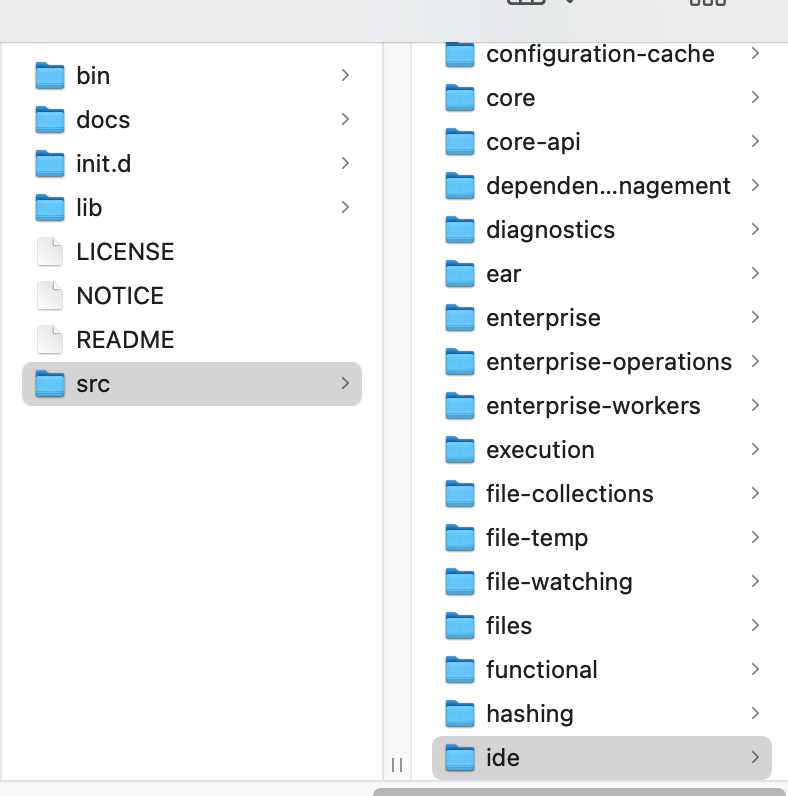 bin
docs
init.d
lib
LICENSE
NOTICE
README
src
configuration-cache
core
core-api
dependen...nagement
diagnostics
ear
enterprise
enterprise-operations
enterprise-workers
execution
file-collections
file-temp
file-watching
files
functional
hashing
ide